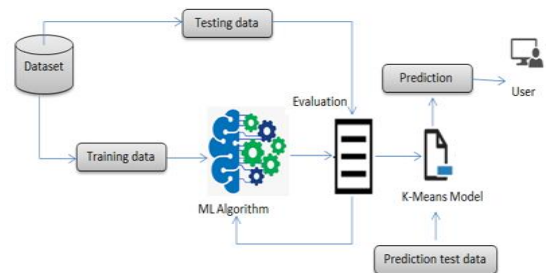 Testing data
Dataset
Prediction
Evaluation
User
Training data
K-Means Model
ML Algorithm
Prediction test data